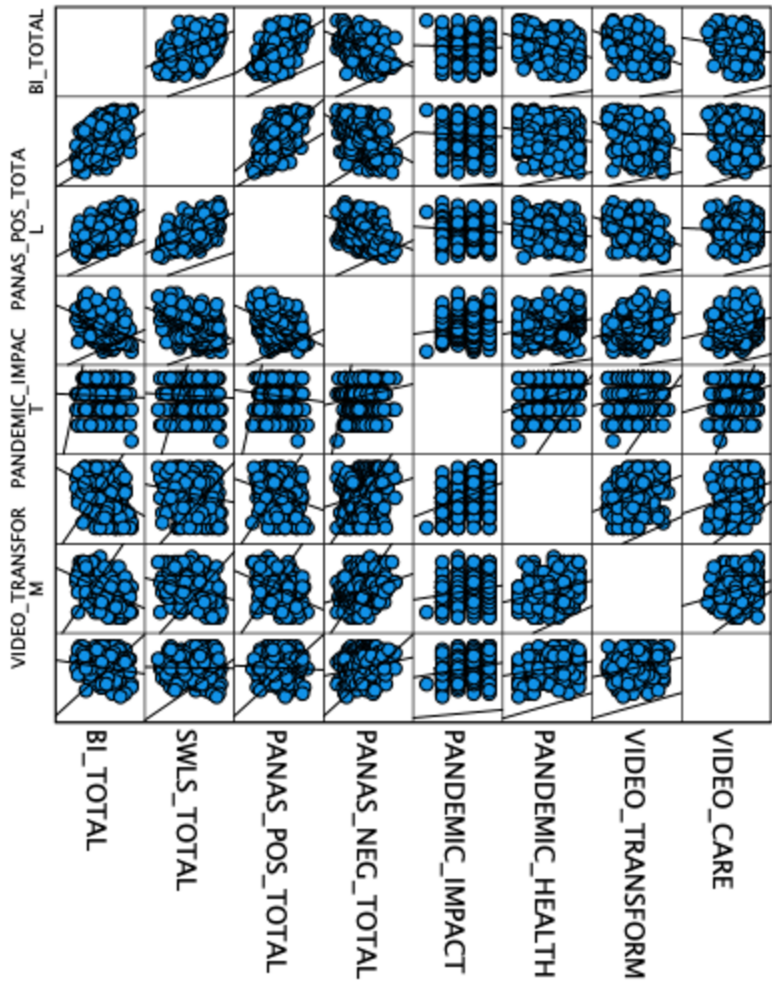 BI_TOTAL
PANAS_POS_TOTA
L
PANDEMIC_IMPAC
T
VIDEO_TRANSFOR
M
BI_TOTAL
SWLS_TOTAL
PANAS_POS_TOTAL
PANAS_NEG_TOTAL
PANDEMIC_IMPACT
PANDEMIC_HEALTH
VIDEO_TRANSFORM
VIDEO_CARE